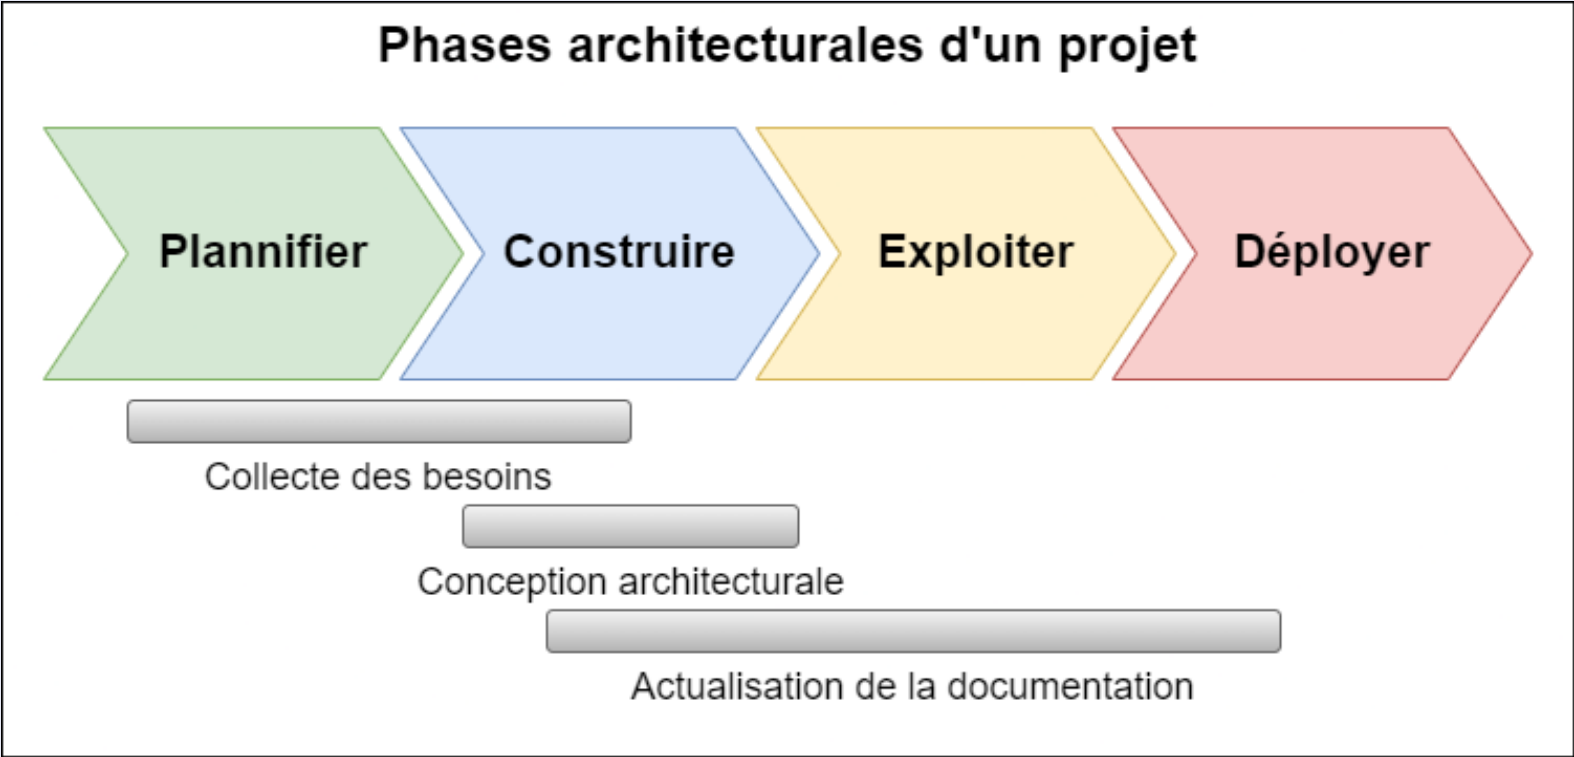 Phases architecturales d'un projet
Plannifier
Construire
Exploiter
Déployer
Collecte des besoins
Conception architecturale
Actualisation de la documentation